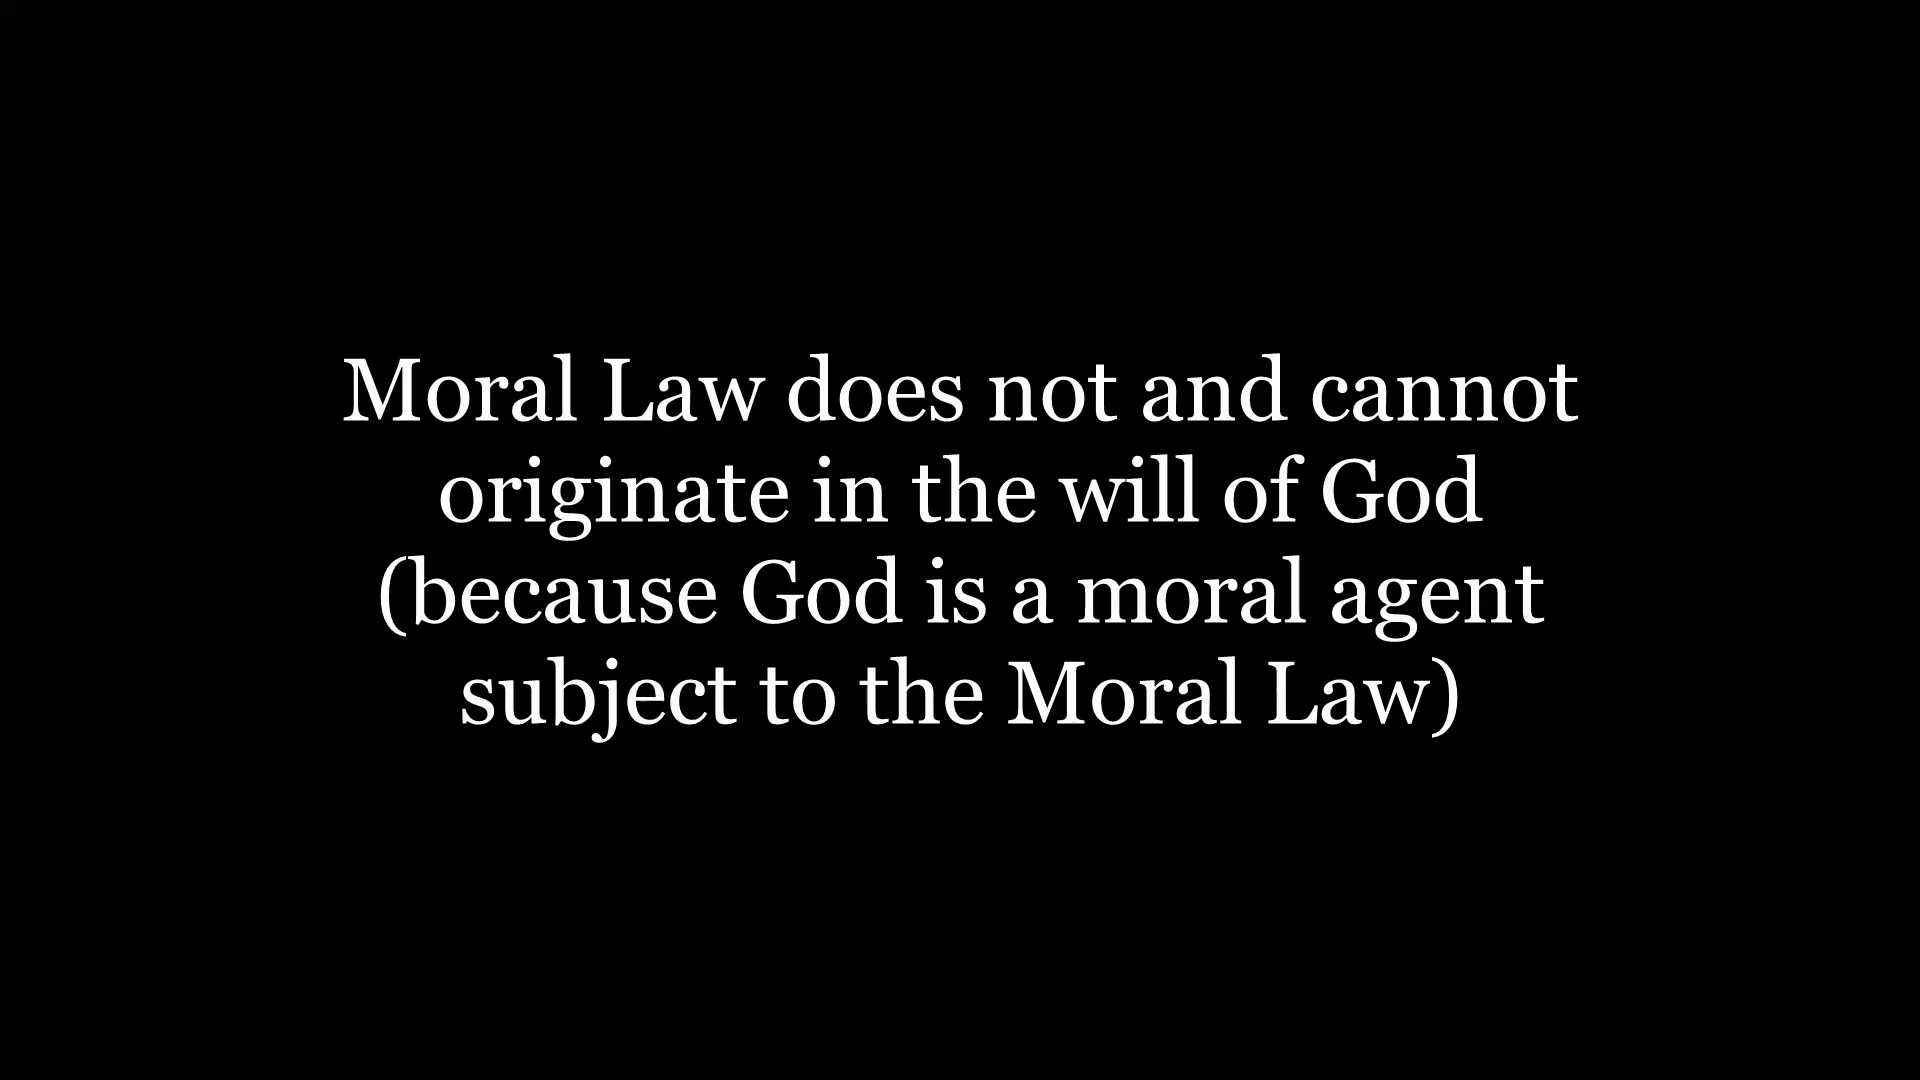 Moral Law does not and cannot
originate in the will of God
(because God is a moral agent
subject to the Moral Law)